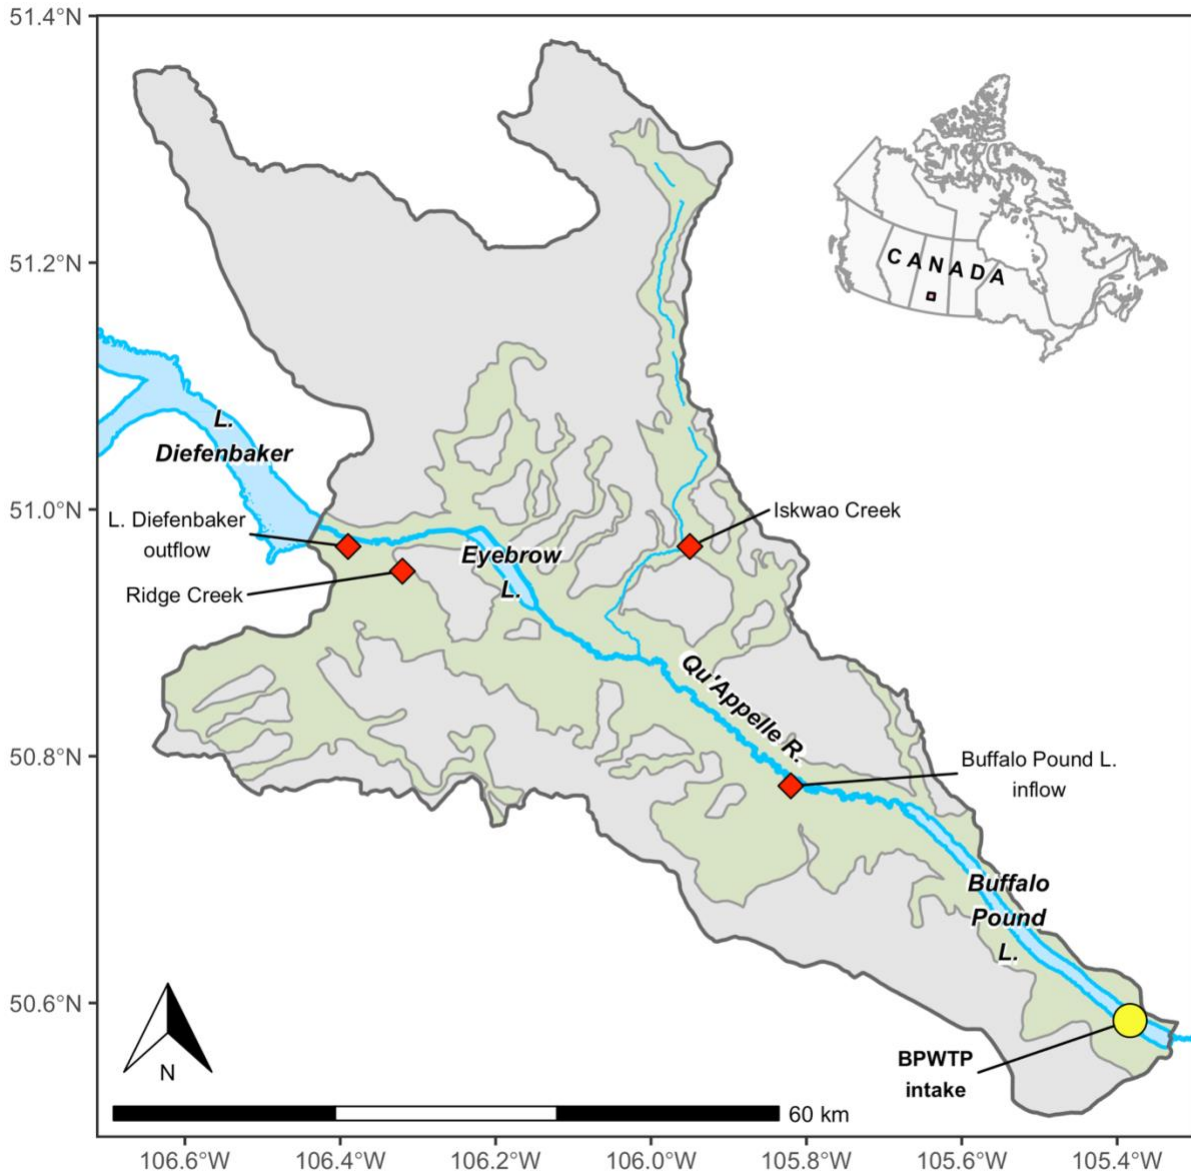 51.4°N
51.2°N
51.0°N
50.8°N
50.6°N
CANADA
L.
Diefenbaker
L. Diefenbaker
outflow
Ridge Creek
Eyebrow
L.
Iskwao Creek
Qu'Appelle R.
Buffalo Pound L.
inflow
Buffalo
Pound
L.
BPWTP
intake
N
60 km
106.6°W
106.4°W
106.2°W
106.0°W
105.8°W
105.6°W
105.4°W